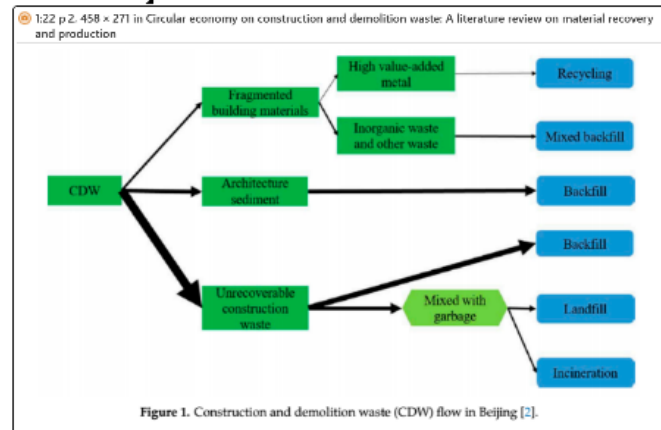 1:22 p 2. 458 × 271 in Circular economy on construction and demolition waste: A literature review on material recovery
and production
High value-added
metal
Recycling
Fragmented
building materials
Inorganic waste
and other waste
Mixed backfill
CDW
Architecture
sediment
Backfill
Backfill
Unrecoverable
construction
waste
Mixed with
garbage
Landfill
Incineration
Figure 1. Construction and demolition waste (CDW) flow in Beijing [2].